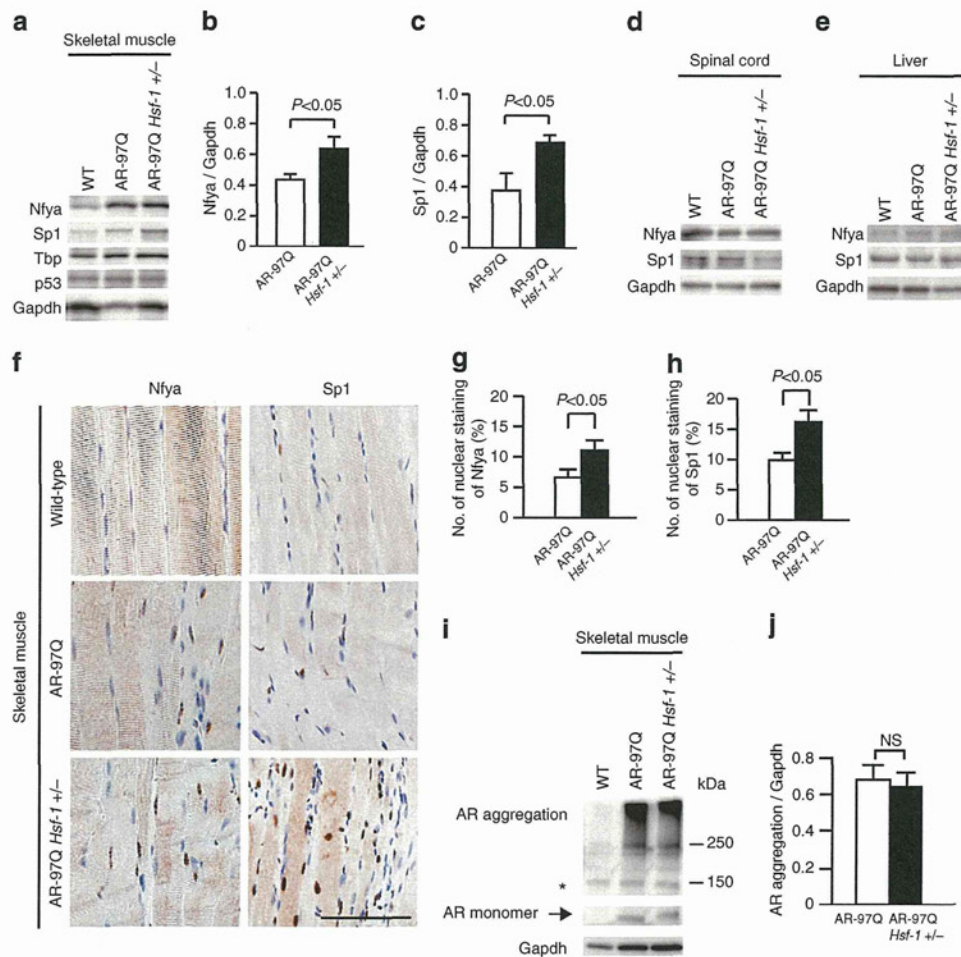 a
Skeletal muscle
WT
AR-97Q
AR-97Q Hsf-1 +/–
Nfya
Sp1
Tbp
p53
Gapdh
b
P<0.05
Nfya / Gapdh
1.0
0.8
0.6
0.4
0.2
0
AR-97Q
AR-97Q
Hsf-1 +/–
c
P<0.05
Sp1 / Gapdh
1.0
0.8
0.6
0.4
0.2
0
AR-97Q
AR-97Q
Hsf-1 +/–
d
Spinal cord
WT
AR-97Q
AR-97Q Hsf-1 +/–
Nfya
Sp1
Gapdh
e
Liver
WT
AR-97Q
AR-97Q Hsf-1 +/–
Nfya
Sp1
Gapdh
f
Nfya
Sp1
Skeletal muscle
Wild-type
AR-97Q
AR-97Q Hsf-1 +/–
g
P<0.05
No. of nuclear staining
of Nfya (%)
20
15
10
5
0
AR-97Q
AR-97Q
Hsf-1 +/–
h
P<0.05
No. of nuclear staining
of Sp1 (%)
20
15
10
5
0
AR-97Q
AR-97Q
Hsf-1 +/–
i
Skeletal muscle
WT
AR-97Q
AR-97Q Hsf-1 +/–
kDa
AR aggregation
250
* 150
AR monomer
Gapdh
j
NS
AR aggregation / Gapdh
0.8
0.6
0.4
0.2
0
AR-97Q
AR-97Q
Hsf-1 +/–